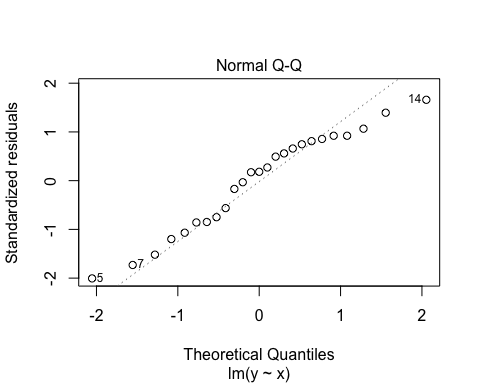 Normal Q-Q
Standardized residuals
2
1
0
-1
-2
14
7
5
-2 -1 0 1 2
Theoretical Quantiles
lm(y ~ x)